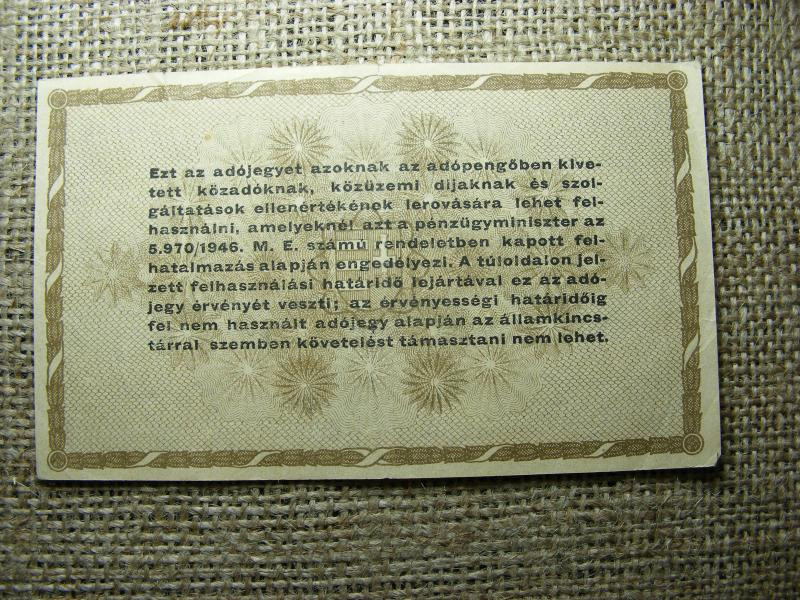 Ezt az adójegyet azoknak az adópengőben kive-
tett közadóknak, közüzemi díjaknak és szol-
gáltatások ellenértékének lerovására lehet fel-
használni, amelyeknél azt a pénzügyminiszter az
5.970/1946. M. E. számú rendeletben kapott fel-
hatalmazás alapján engedélyezi. A túloldalon jel-
zett felhasználási határidő lejártával ez az adó-
jegy érvényét veszti; az érvényességi határidőig
fel nem használt adójegy alapján az államkincs-
tárral szemben követelést támasztani nem lehet.